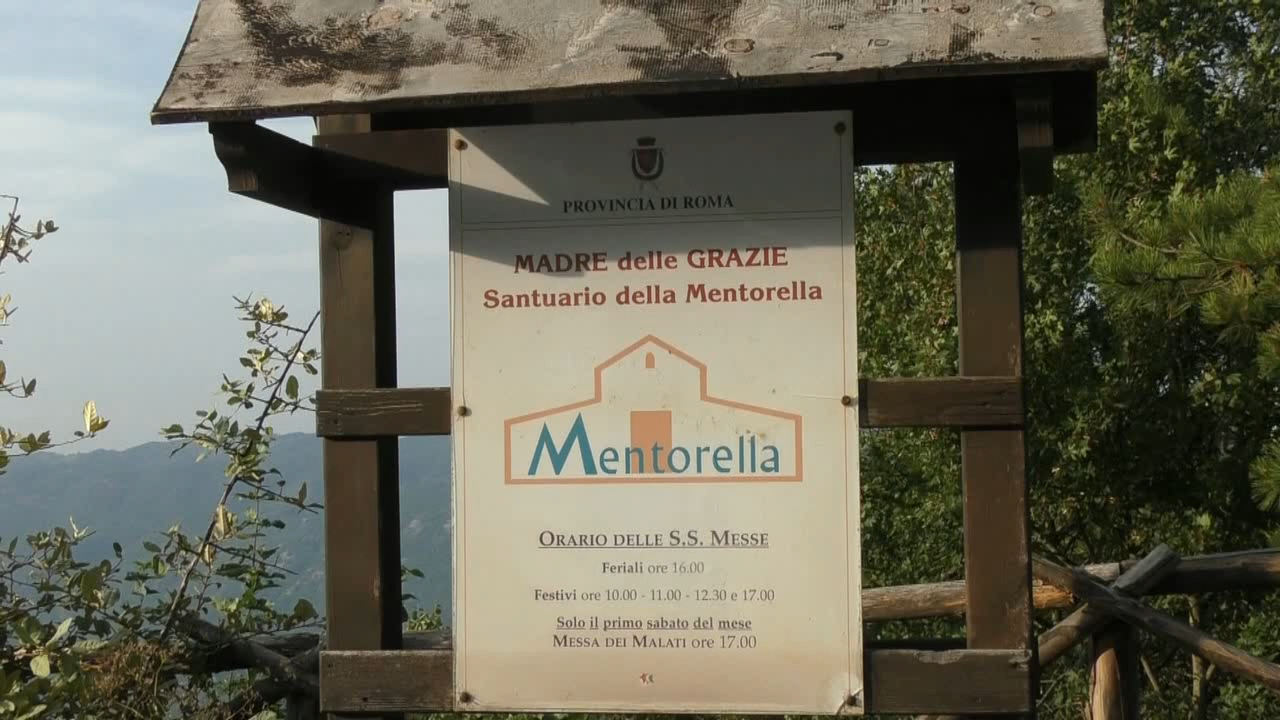 PROVINCIA DI ROMA
MADRE delle GRAZIE
Santuario della Mentorella
Mentorella
ORARIO DELLE S.S. MESSE
Feriali ore 16.00
Festivi ore 10.00 - 11.00 - 12.30 e 17.00
Solo il primo sabato del mese
MESSA DEI MALATI ore 17.00